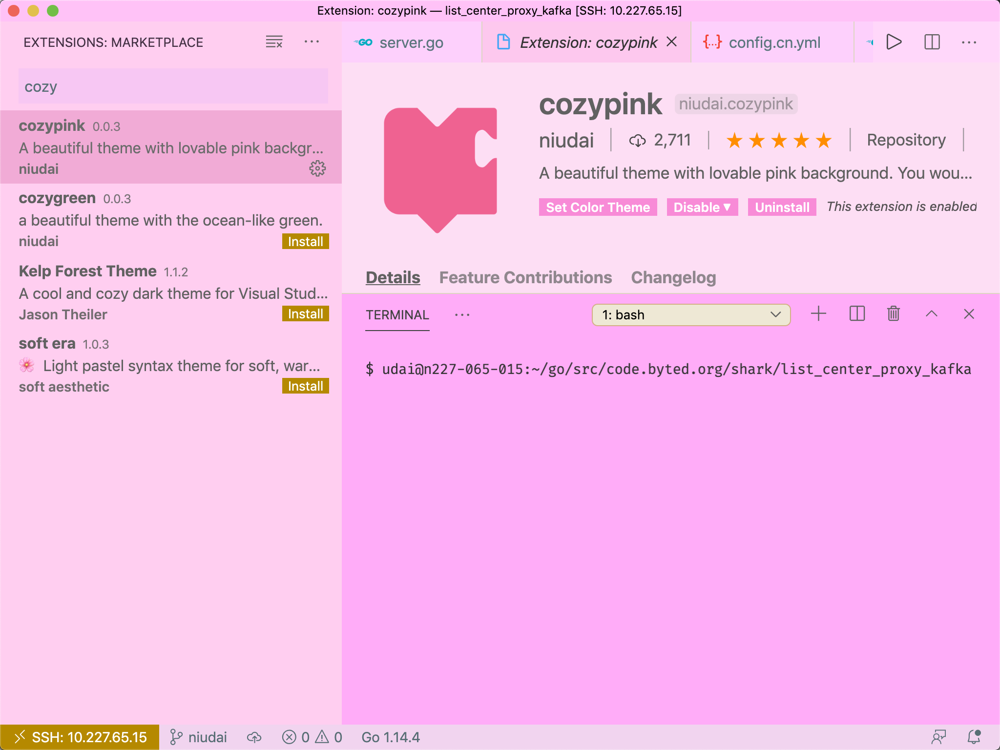 Extension: cozypink — list_center_proxy_kafka [SSH: 10.227.65.15]
EXTENSIONS: MARKETPLACE
cozy
cozypink 0.0.3
A beautiful theme with lovable pink backgr...
niudai
cozygreen 0.0.3
a beautiful theme with the ocean-like green.
niudai Install
Kelp Forest Theme 1.1.2
A cool and cozy dark theme for Visual Stud...
Jason Theiler Install
soft era 1.0.3
🌸 Light pastel syntax theme for soft, war...
soft aesthetic Install
GO server.go Extension: cozypink {...} config.cn.yml
cozypink niudai.cozypink
niudai 2,711 ★★★★★ Repository
A beautiful theme with lovable pink background. You wou...
Set Color Theme Disable ▼ Uninstall This extension is enabled
Details Feature Contributions Changelog
TERMINAL ... 1: bash
$ udai@n227-065-015:~/go/src/code.byted.org/shark/list_center_proxy_kafka
SSH: 10.227.65.15 niudai 0 0 Go 1.14.4